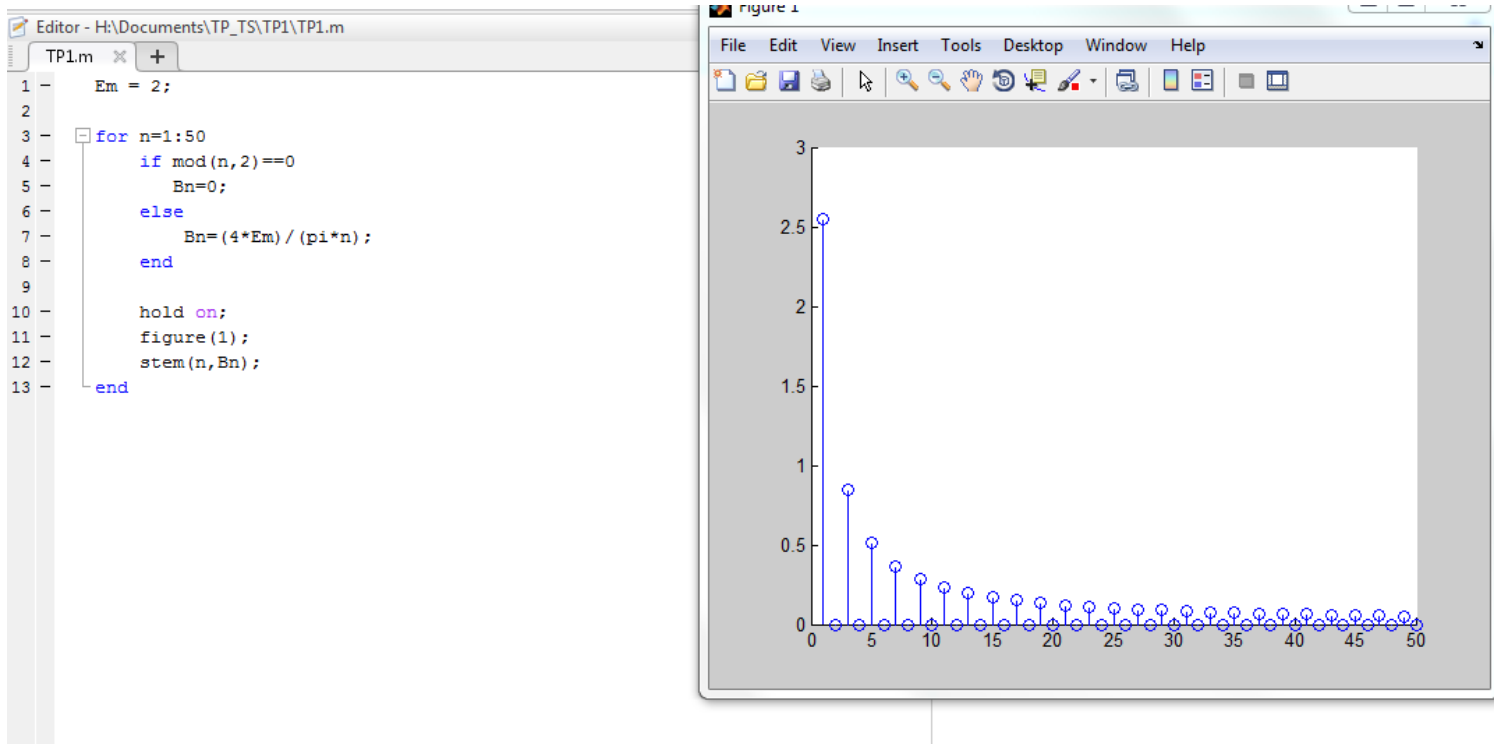 Editor - H:\Documents\TP_TS\TP1\TP1.m
TP1.m
1 - Em = 2;
2
3 - for n=1:50
4 - if mod(n,2)==0
5 - Bn=0;
6 - else
7 - Bn=(4*Em)/(pi*n);
8 - end
9
10 - hold on;
11 - figure(1);
12 - stem(n,Bn);
13 - end
Figure 1
File Edit View Insert Tools Desktop Window Help
3
2.5
2
1.5
1
0.5
0
0 5 10 15 20 25 30 35 40 45 50